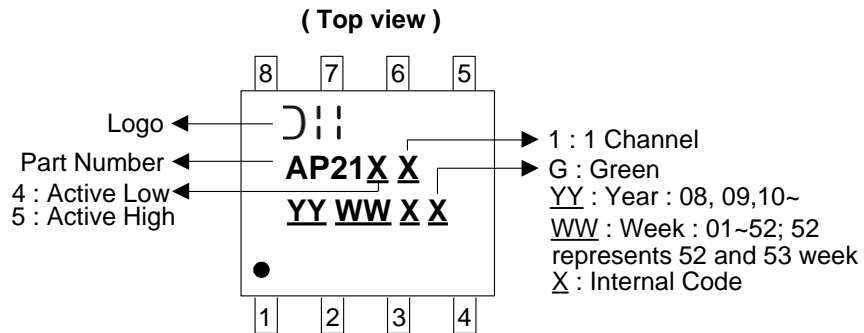 ( Top view )
8 7 6 5
Logo
Part Number
4 : Active Low
5 : Active High
AP21X X
YY WW X X
1 : 1 Channel
G : Green
YY : Year : 08, 09,10~
WW : Week : 01~52; 52
represents 52 and 53 week
X : Internal Code
1 2 3 4